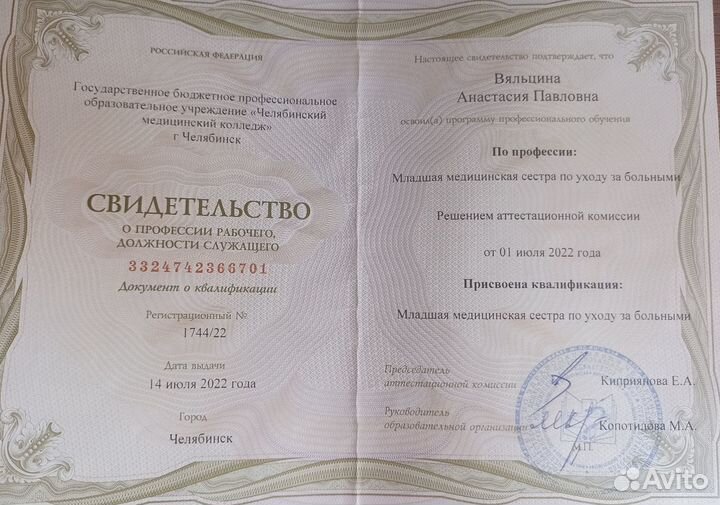 РОССИЙСКАЯ ФЕДЕРАЦИЯ
Государственное бюджетное профессиональное
образовательное учреждение «Челябинский
медицинский колледж»
г Челябинск
СВИДЕТЕЛЬСТВО
О ПРОФЕССИИ РАБОЧЕГО,
ДОЛЖНОСТИ СЛУЖАЩЕГО
3324742366701
Документ о квалификации
Регистрационный №
1744/22
Дата выдачи
14 июля 2022 года
Город
Челябинск
Настоящее свидетельство подтверждает, что
Вяльцина
Анастасия Павловна
освоил(а) программу профессионального обучения
По профессии:
Младшая медицинская сестра по уходу за больными
Решением аттестационной комиссии
от 01 июля 2022 года
Присвоена квалификация:
Младшая медицинская сестра по уходу за больными
Председатель
аттестационной комиссии
Киприянова Е.А.
Руководитель
образовательной организации
Копотилова М.А.
М.П.
Avito